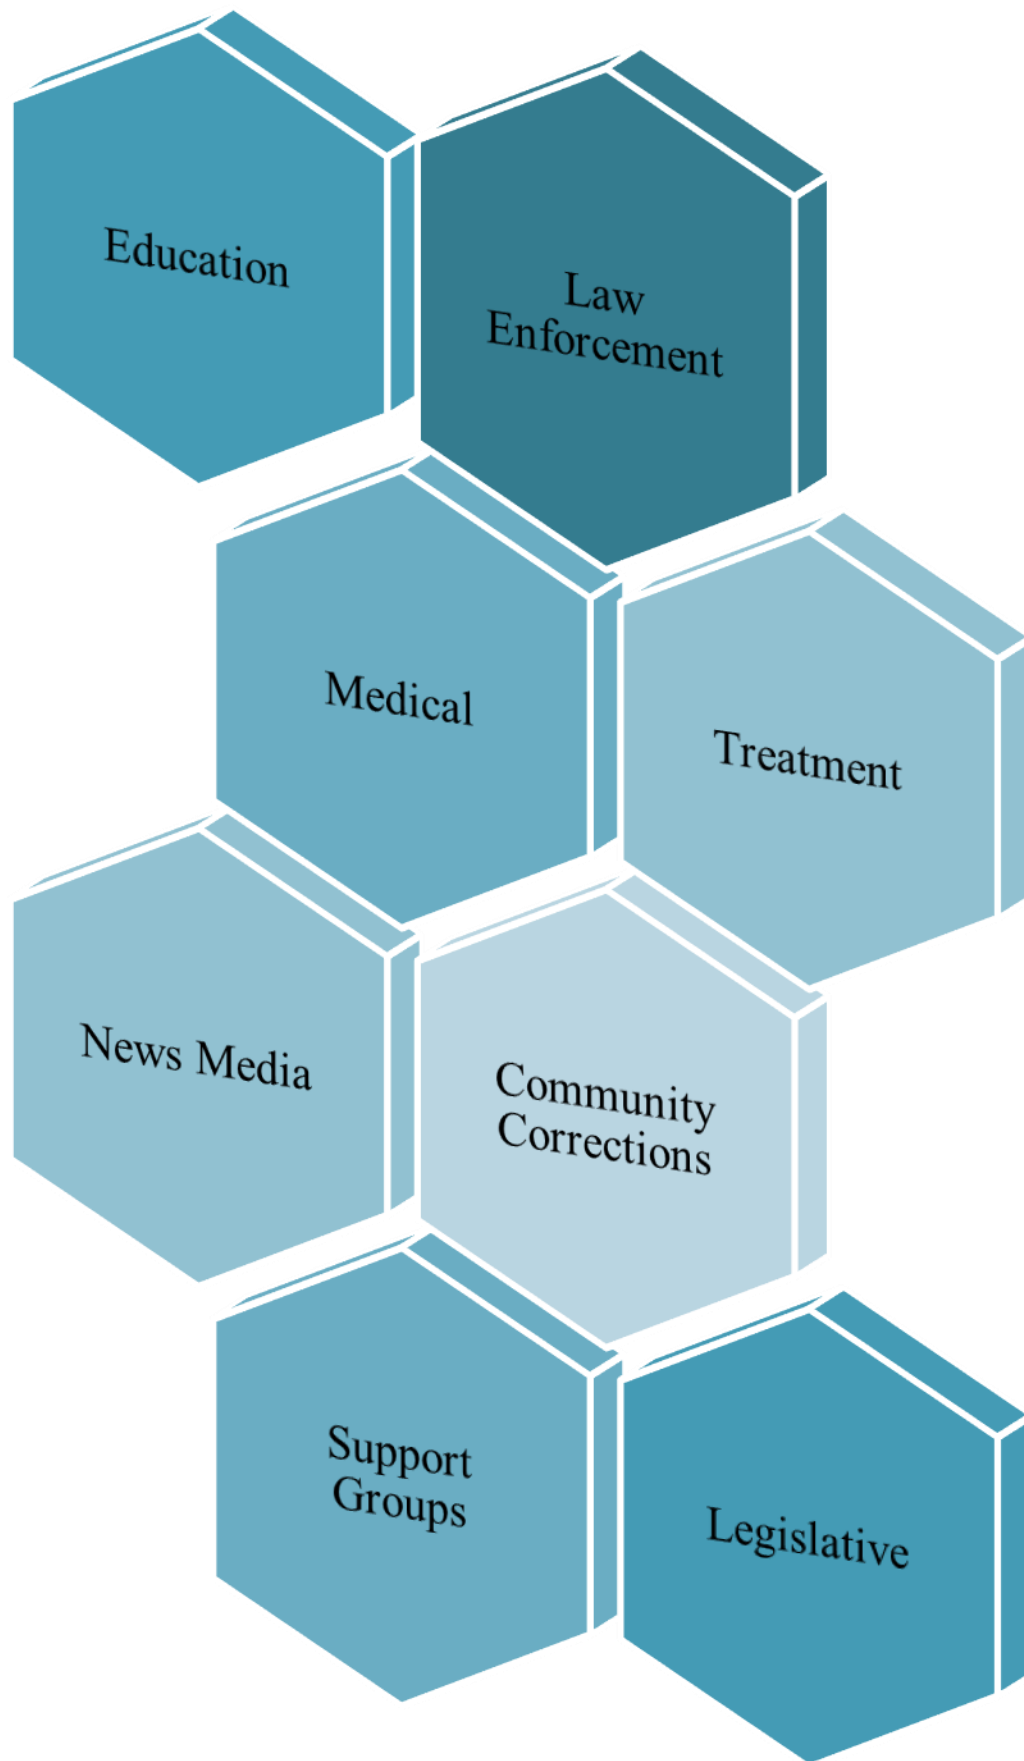 Education
Law
Enforcement
Medical
Treatment
News Media
Community
Corrections
Support
Groups
Legislative